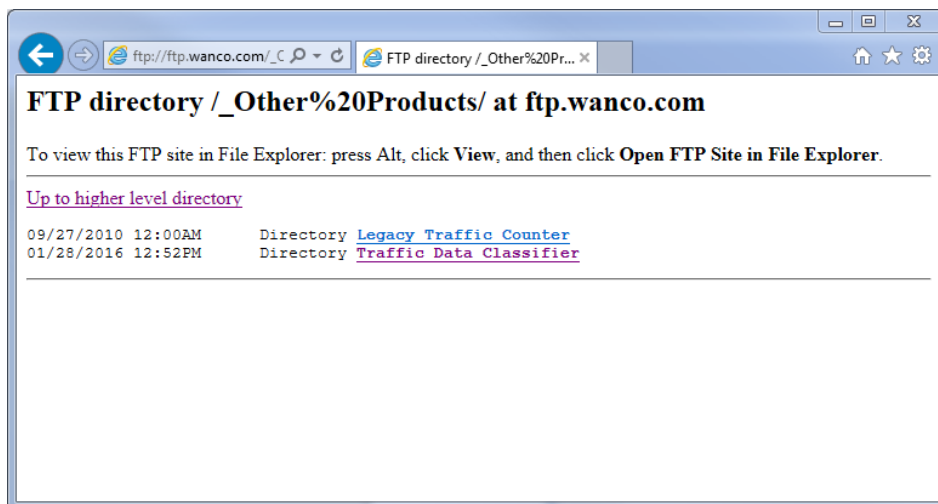 ftp://ftp.wanco.com/_C
FTP directory /_Other%20Pr...
FTP directory /_Other%20Products/ at ftp.wanco.com
To view this FTP site in File Explorer: press Alt, click View, and then click Open FTP Site in File Explorer.
Up to higher level directory
09/27/2010 12:00AM Directory Legacy Traffic Counter
01/28/2016 12:52PM Directory Traffic Data Classifier